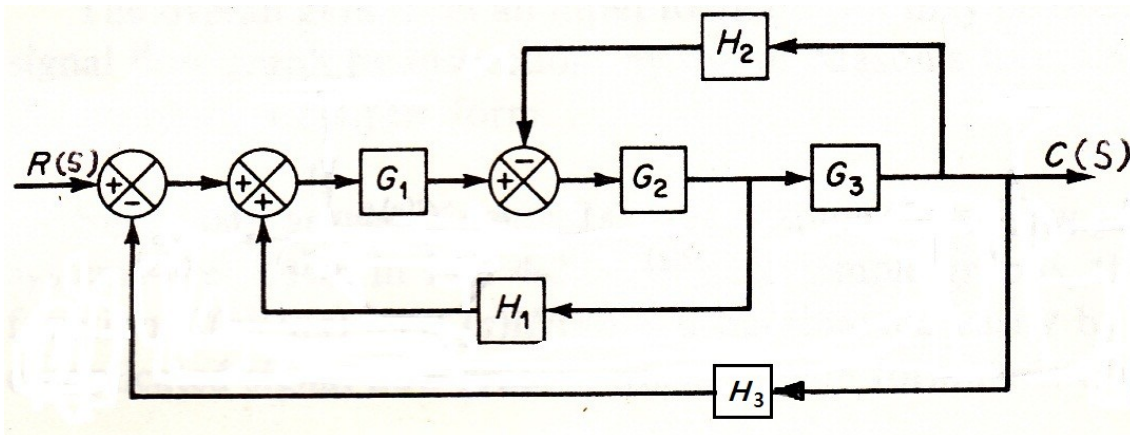 H2
R(S) + - + + G1 + - G2 G3 C(S)
H1
H3